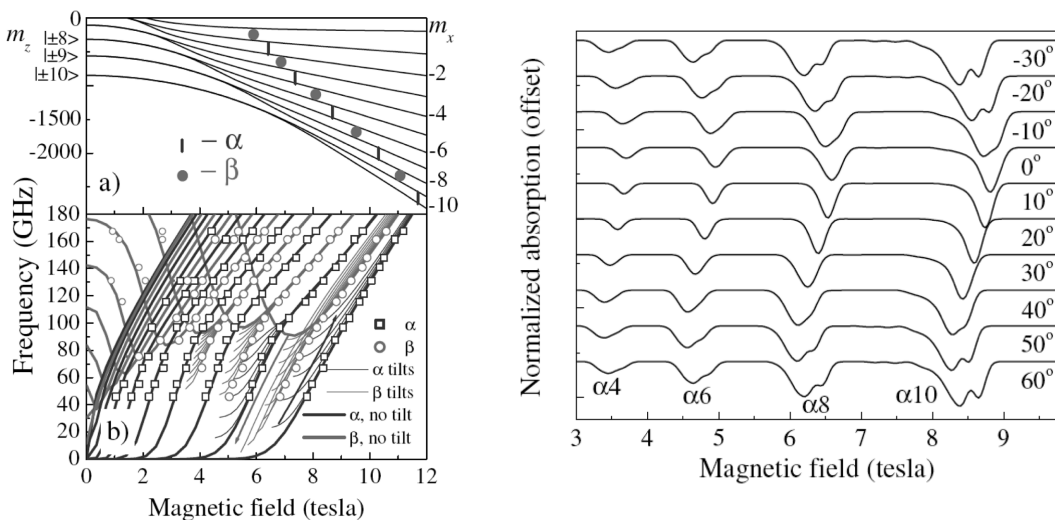 0
m_z
|±8>
|±9>
|±10>
-1500
-2000
a)
– α
– β
m_x
-2
-4
-6
-8
-10
Frequency (GHz)
180
160
140
120
100
80
60
40
20
0
b)
α
β
α tilts
β tilts
α, no tilt
β, no tilt
0 2 4 6 8 10 12
Magnetic field (tesla)
Normalized absorption (offset)
-30°
-20°
-10°
0°
10°
20°
30°
40°
50°
60°
α4 α6 α8 α10
3 4 5 6 7 8 9
Magnetic field (tesla)